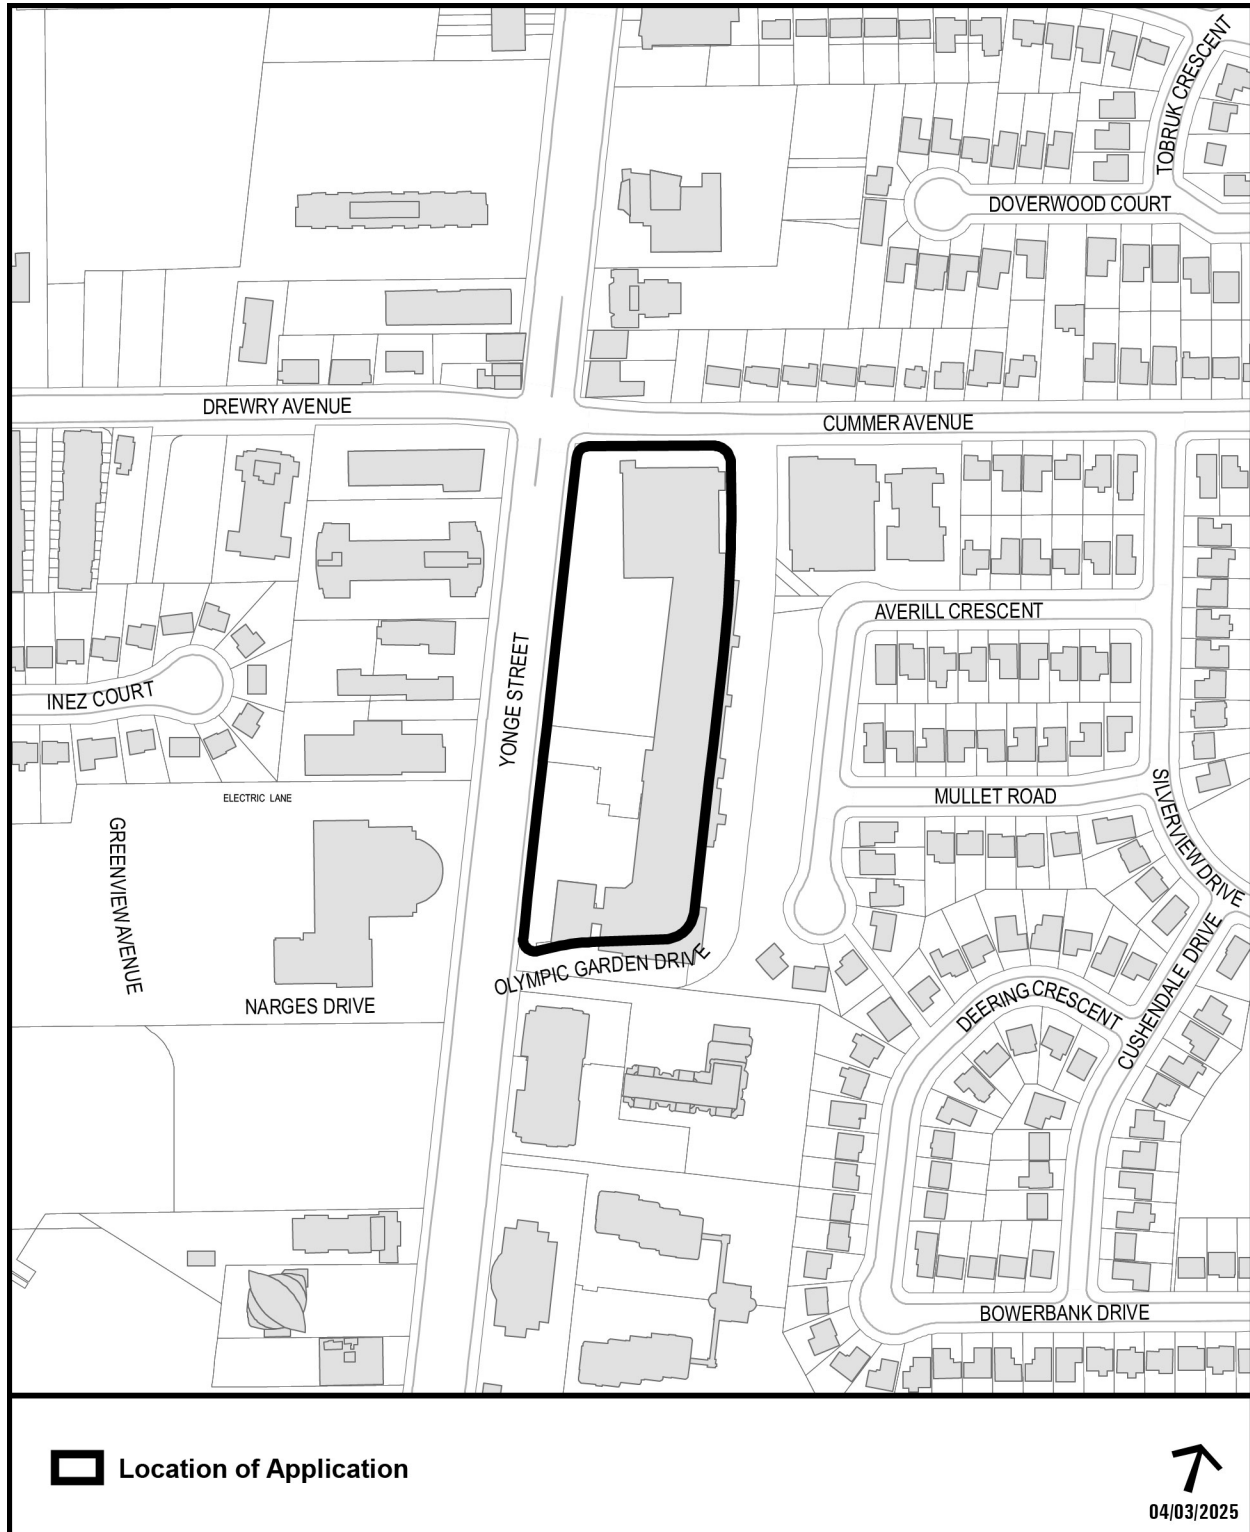 TOBRUK CRESCENT
DOVERWOOD COURT
DREWRY AVENUE
CUMMER AVENUE
AVERILL CRESCENT
YONGE STREET
INEZ COURT
ELECTRIC LANE
MULLET ROAD
SILVERVIEW DRIVE
GREENVIEW AVENUE
OLYMPIC GARDEN DRIVE
NARGES DRIVE
DEERING CRESCENT
CUSHENDALE DRIVE
BOWERBANK DRIVE
Location of Application
04/03/2025